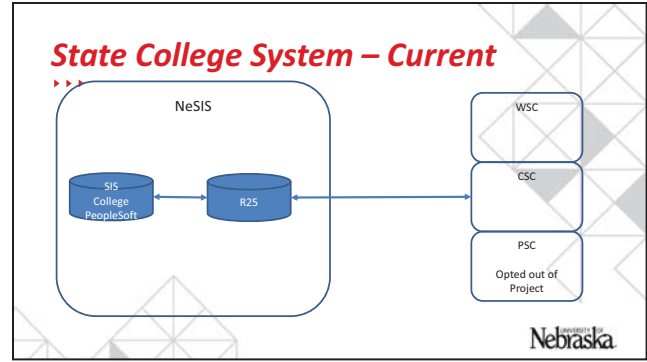 State College System – Current
NeSIS
SIS
College
PeopleSoft
R25
WSC
CSC
PSC
Opted out of
Project
UNIVERSITY OF
Nebraska